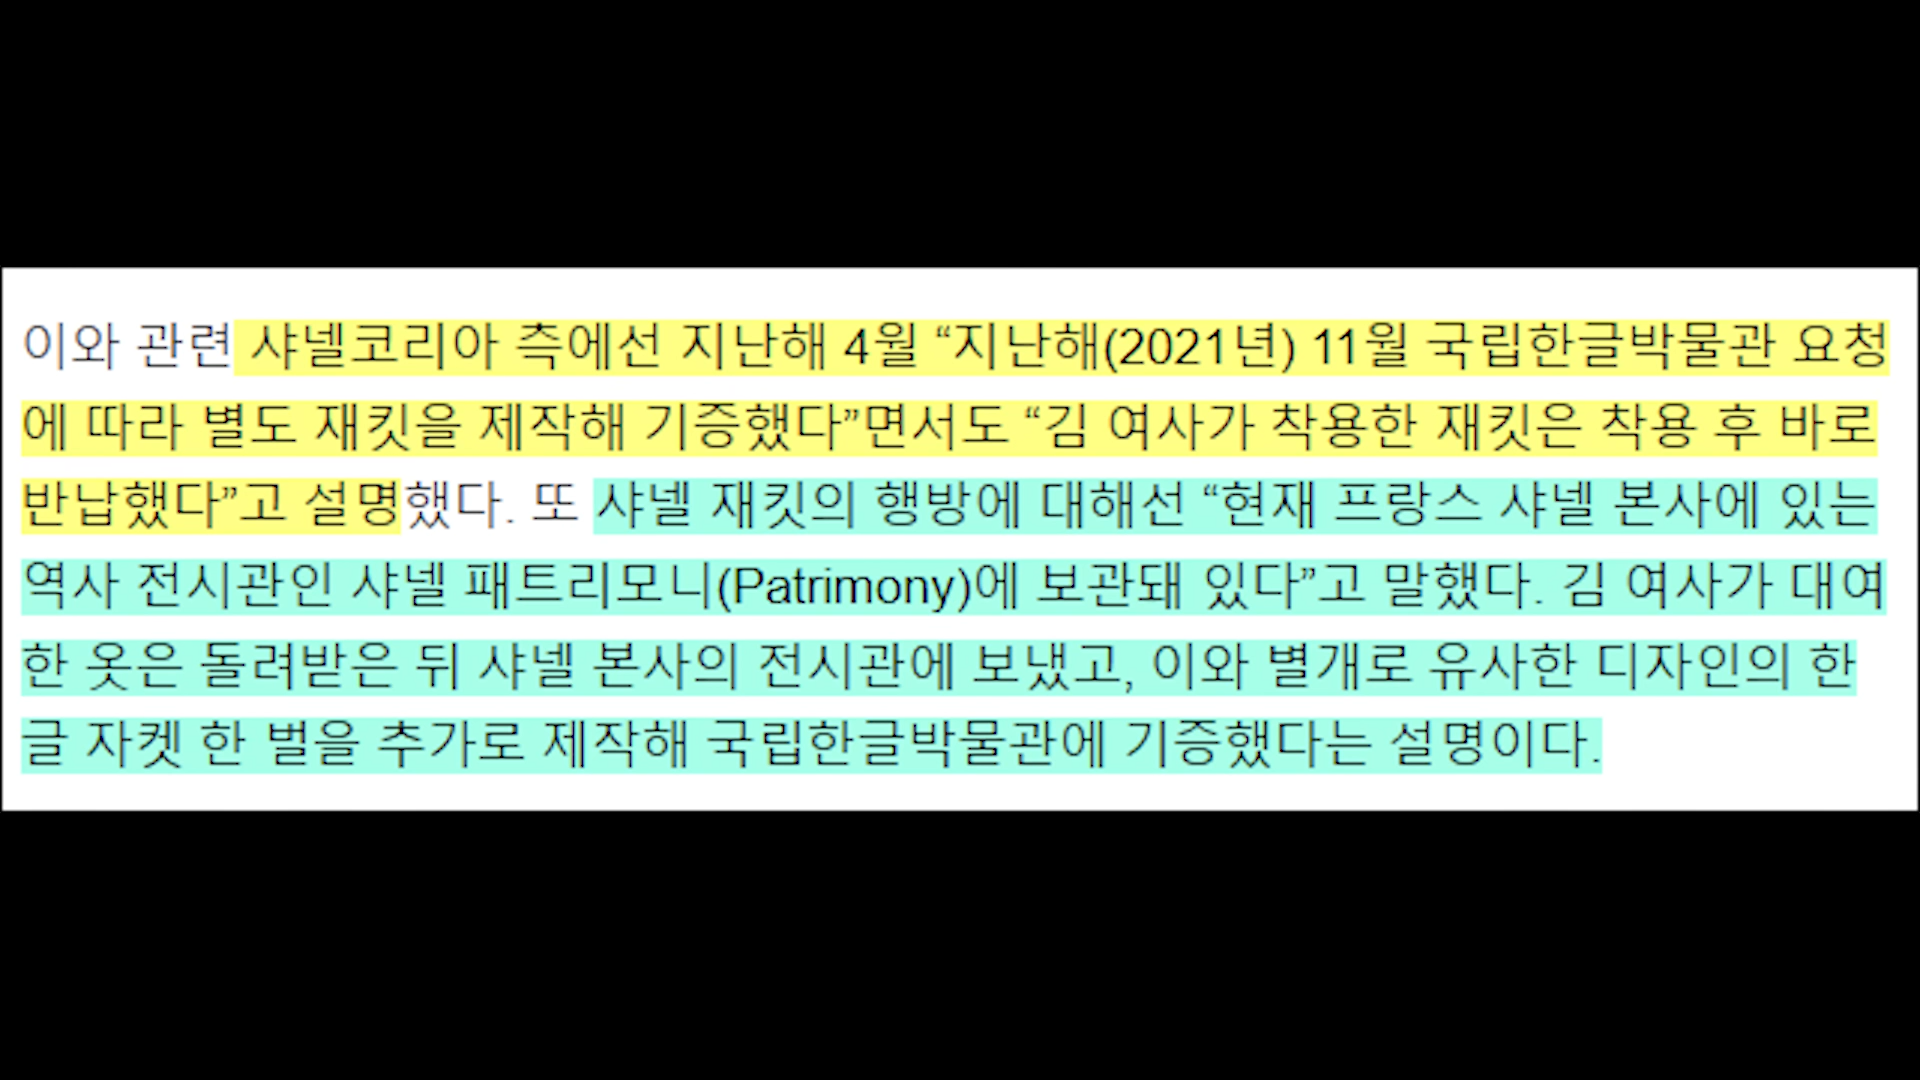 이와 관련 샤넬코리아 측에선 지난해 4월 “지난해(2021년) 11월 국립한글박물관 요청
에 따라 별도 재킷을 제작해 기증했다”면서도 “김 여사가 착용한 재킷은 착용 후 바로
반납했다”고 설명했다. 또 샤넬 재킷의 행방에 대해선 “현재 프랑스 샤넬 본사에 있는
역사 전시관인 샤넬 패트리모니(Patrimony)에 보관돼 있다”고 말했다. 김 여사가 대여
한 옷은 돌려받은 뒤 샤넬 본사의 전시관에 보냈고, 이와 별개로 유사한 디자인의 한
글 자켓 한 벌을 추가로 제작해 국립한글박물관에 기증했다는 설명이다.